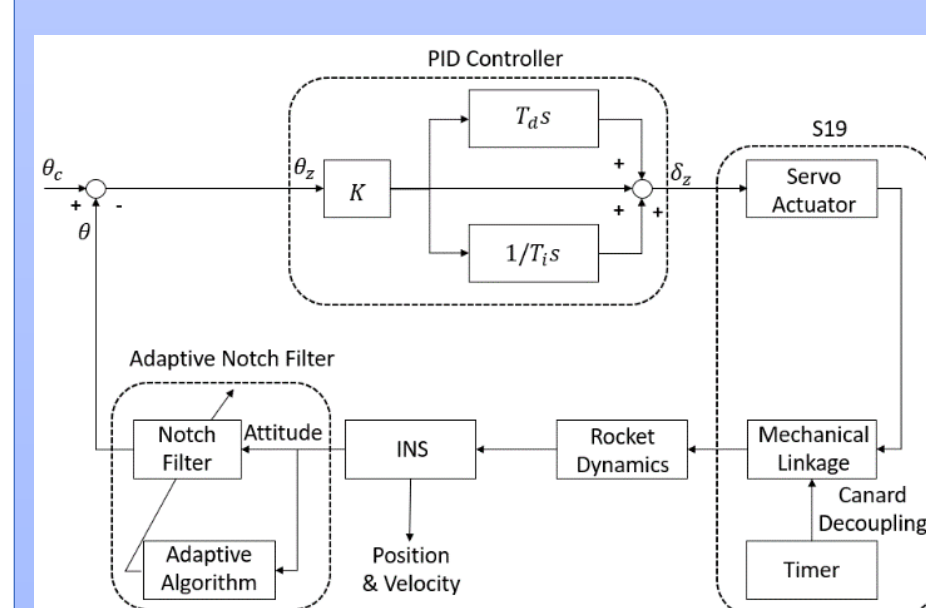 PID Controller
T_d s
S19
θ_c
θ_z
K
δ_z
Servo
Actuator
+
+
-
+
+
+
θ
1/T_i s
Adaptive Notch Filter
Notch
Filter
Attitude
INS
Rocket
Dynamics
Mechanical
Linkage
Canard
Decoupling
Adaptive
Algorithm
Position
& Velocity
Timer